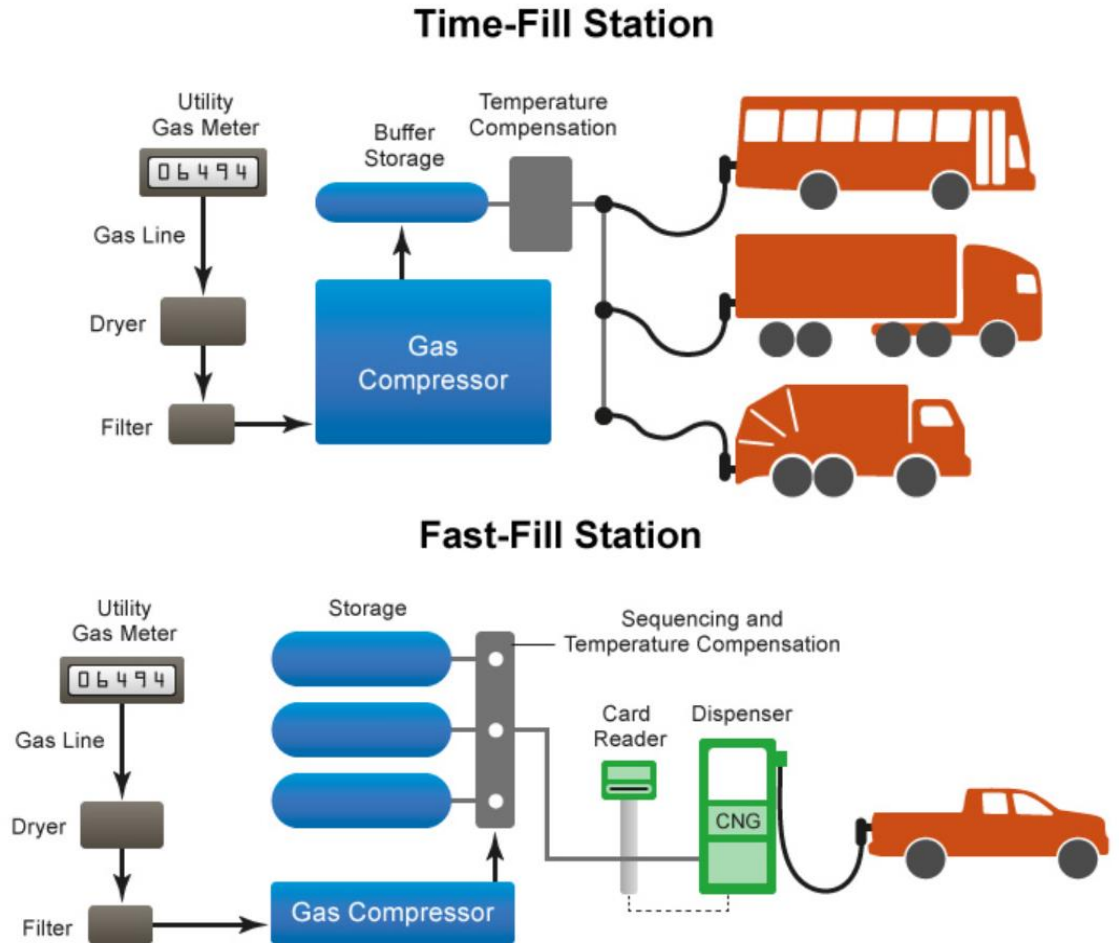 Time-Fill Station
Utility
Gas Meter
06494
Gas Line
Dryer
Filter
Buffer
Storage
Temperature
Compensation
Gas
Compressor
Fast-Fill Station
Utility
Gas Meter
06494
Gas Line
Dryer
Filter
Storage
Sequencing and
Temperature Compensation
Card
Reader
Dispenser
CNG
Gas Compressor